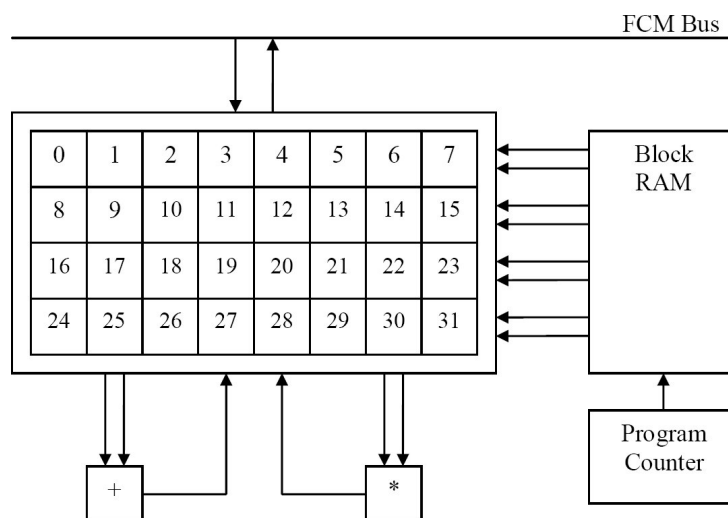 FCM Bus
0 1 2 3 4 5 6 7
8 9 10 11 12 13 14 15
16 17 18 19 20 21 22 23
24 25 26 27 28 29 30 31
Block
RAM
Program
Counter
+
*